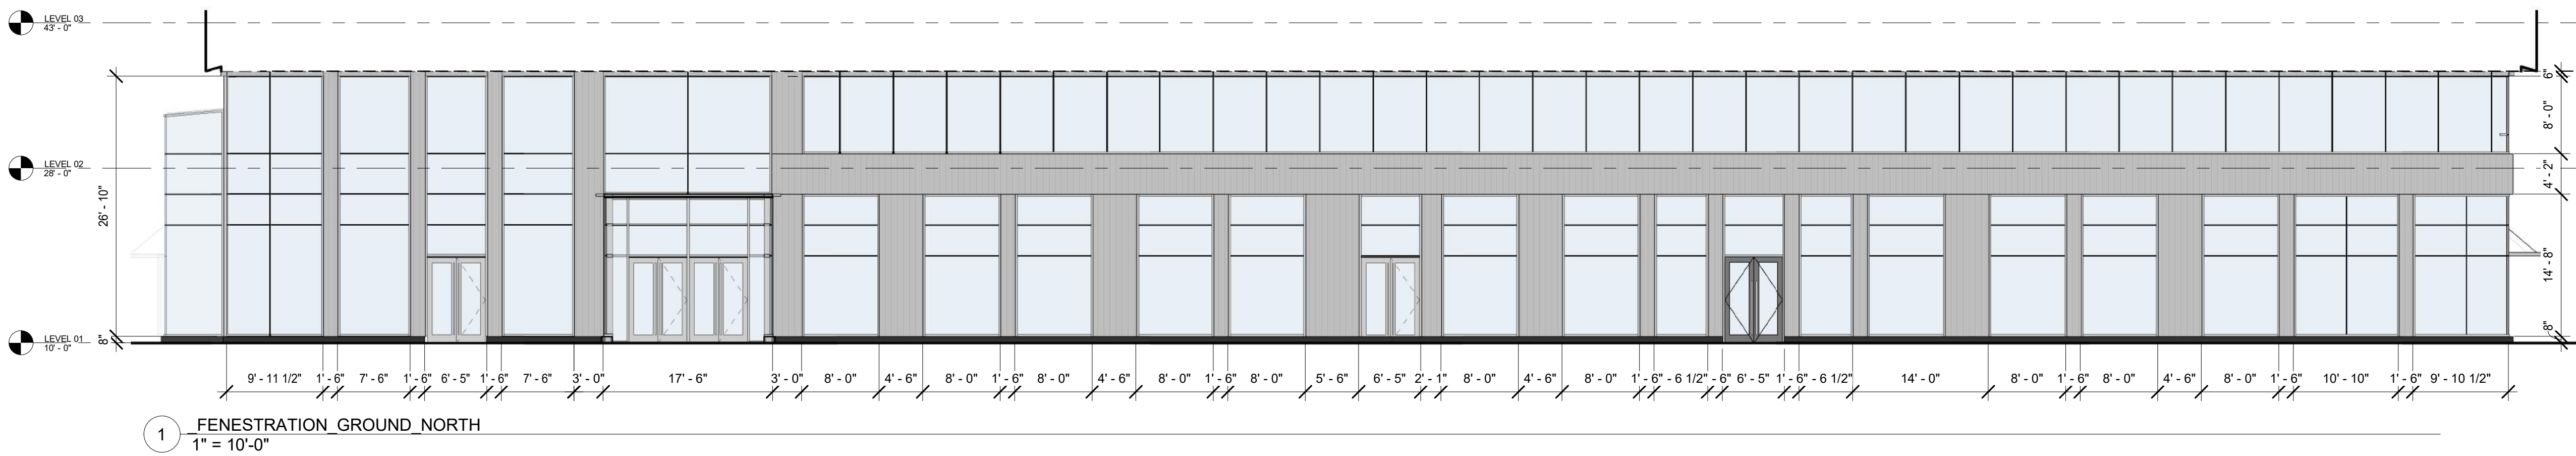 LEVEL 03
43' - 0"
6"
8' - 0"
LEVEL 02
28' - 0"
4' - 2"
26' - 10"
14' - 8"
LEVEL 01
10' - 0"
8"
8"
9' - 11 1/2" 1' - 6" 7' - 6" 1' - 6" 6' - 5" 1' - 6" 7' - 6" 3' - 0" 17' - 6" 3' - 0" 8' - 0" 4' - 6" 8' - 0" 1' - 6" 8' - 0" 4' - 6" 8' - 0" 1' - 6" 8' - 0" 5' - 6" 6' - 5" 2' - 1" 8' - 0" 4' - 6" 8' - 0" 1' - 6" - 6 1/2" - 6" 6' - 5" 1' - 6" - 6 1/2" 14' - 0" 8' - 0" 1' - 6" 8' - 0" 4' - 6" 8' - 0" 1' - 6" 10' - 10" 1' - 6" 9' - 10 1/2"
1 _FENESTRATION_GROUND_NORTH
1" = 10'-0"